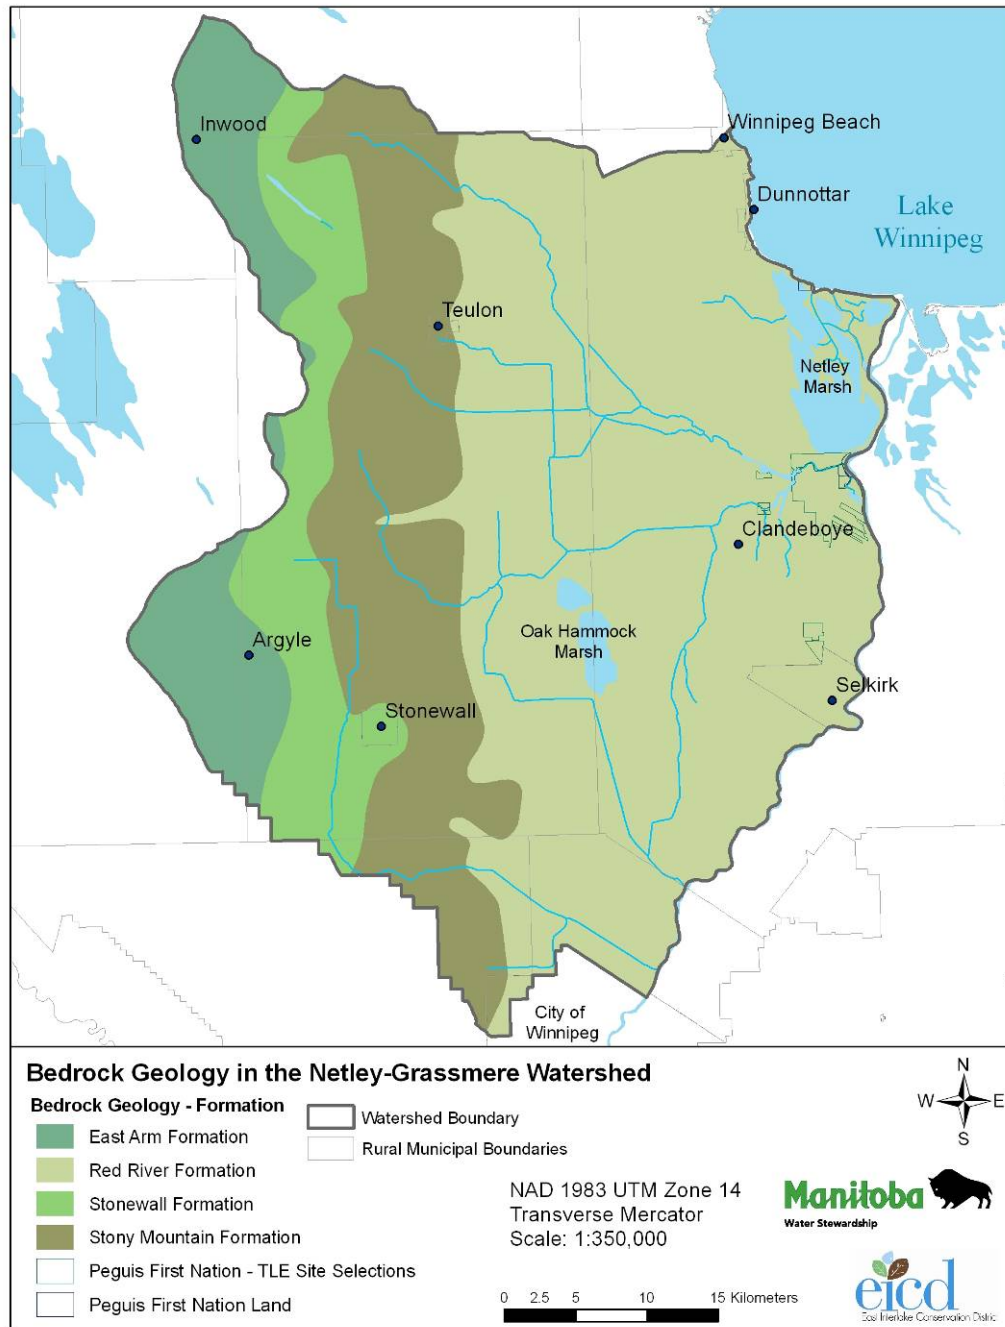 Inwood
Winnipeg Beach
Dunnottar
Lake
Winnipeg
Teulon
Netley
Marsh
Clandeboye
Oak Hammock
Marsh
Argyle
Selkirk
Stonewall
City of
Winnipeg
Bedrock Geology in the Netley-Grassmere Watershed
Bedrock Geology - Formation
East Arm Formation
Red River Formation
Stonewall Formation
Stony Mountain Formation
Peguis First Nation - TLE Site Selections
Peguis First Nation Land
Watershed Boundary
Rural Municipal Boundaries
NAD 1983 UTM Zone 14
Transverse Mercator
Scale: 1:350,000
0 2.5 5 10 15 Kilometers
N
W E
S
Manitoba
Water Stewardship
eicd
East Interlake Conservation District